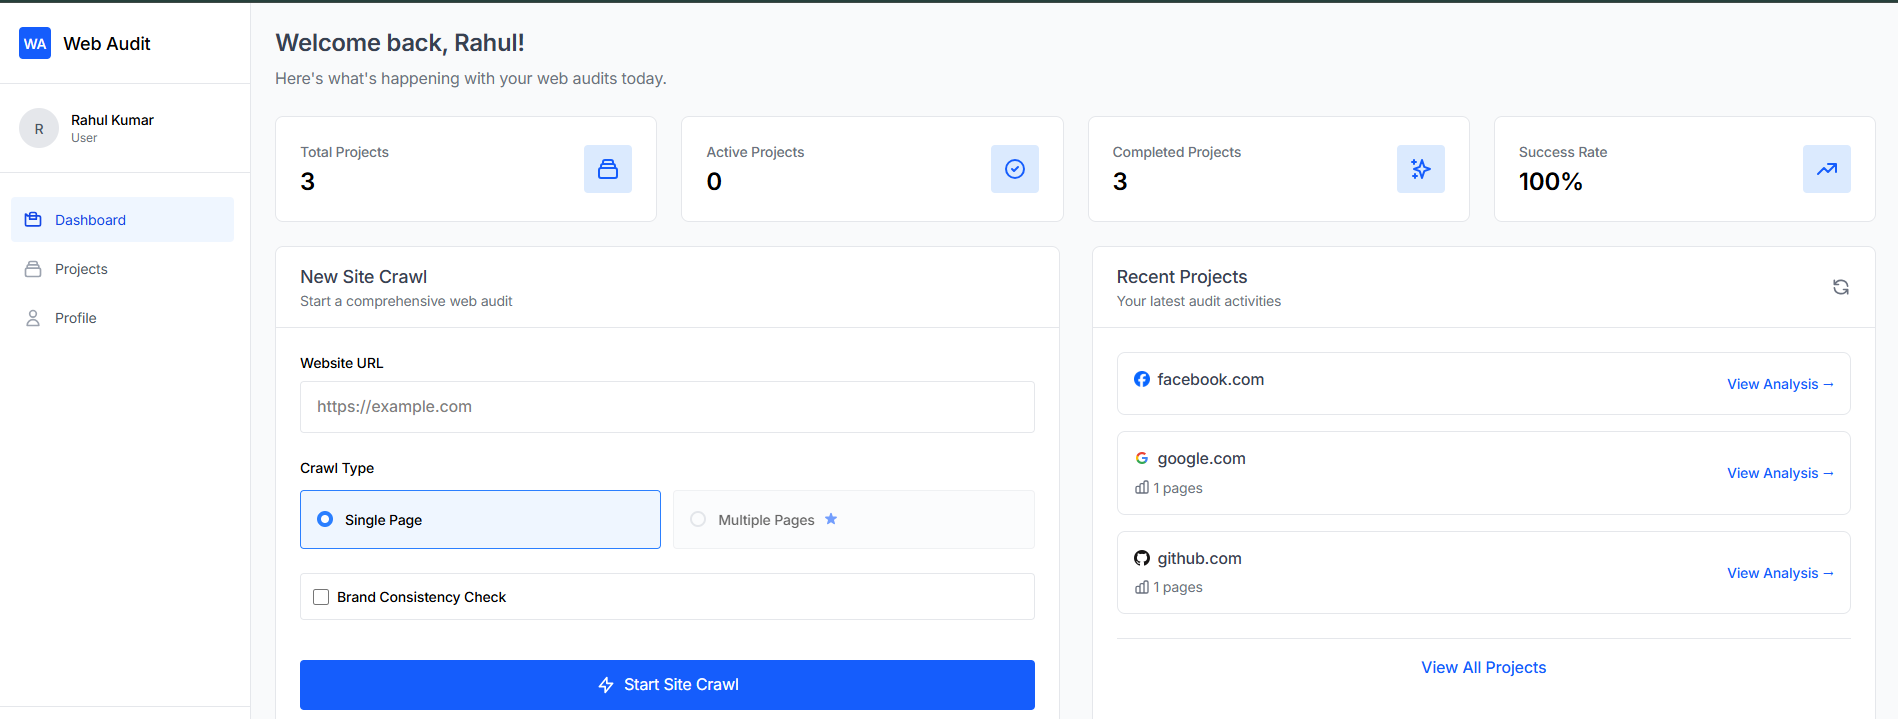 WA Web Audit
R
Rahul Kumar
User
Dashboard
Projects
Profile
Welcome back, Rahul!
Here's what's happening with your web audits today.
Total Projects
3
Active Projects
0
Completed Projects
3
Success Rate
100%
New Site Crawl
Start a comprehensive web audit
Website URL
https://example.com
Crawl Type
Single Page
Multiple Pages
Brand Consistency Check
Start Site Crawl
Recent Projects
Your latest audit activities
facebook.com
View Analysis →
google.com
1 pages
View Analysis →
github.com
1 pages
View Analysis →
View All Projects